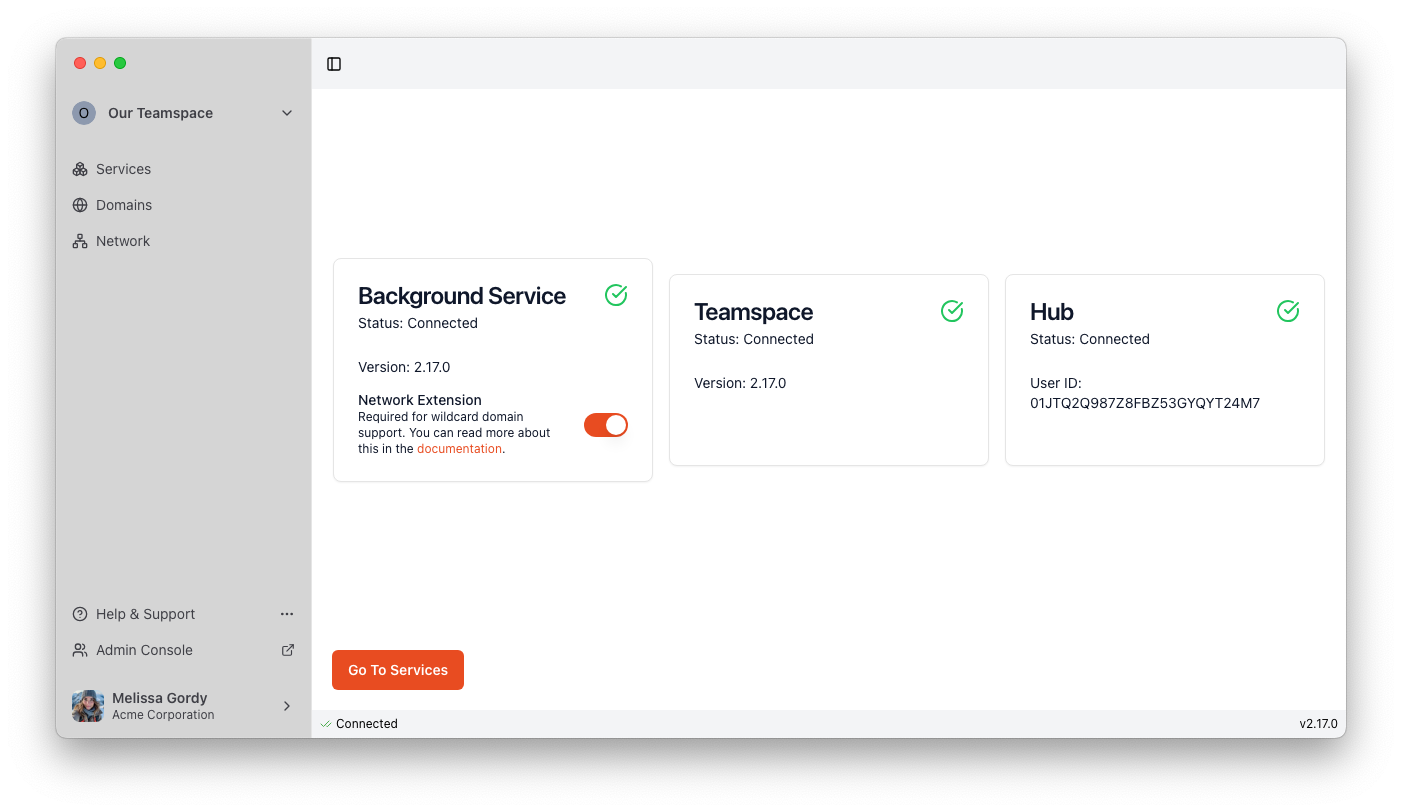 O Our Teamspace
Services
Domains
Network
Background Service
Status: Connected
Version: 2.17.0
Network Extension
Required for wildcard domain
support. You can read more about
this in the documentation.
Teamspace
Status: Connected
Version: 2.17.0
Hub
Status: Connected
User ID:
01JTQ2Q987Z8FBZ53GYQYT24M7
Help & Support
Admin Console
Melissa Gordy
Acme Corporation
Go To Services
Connected
v2.17.0